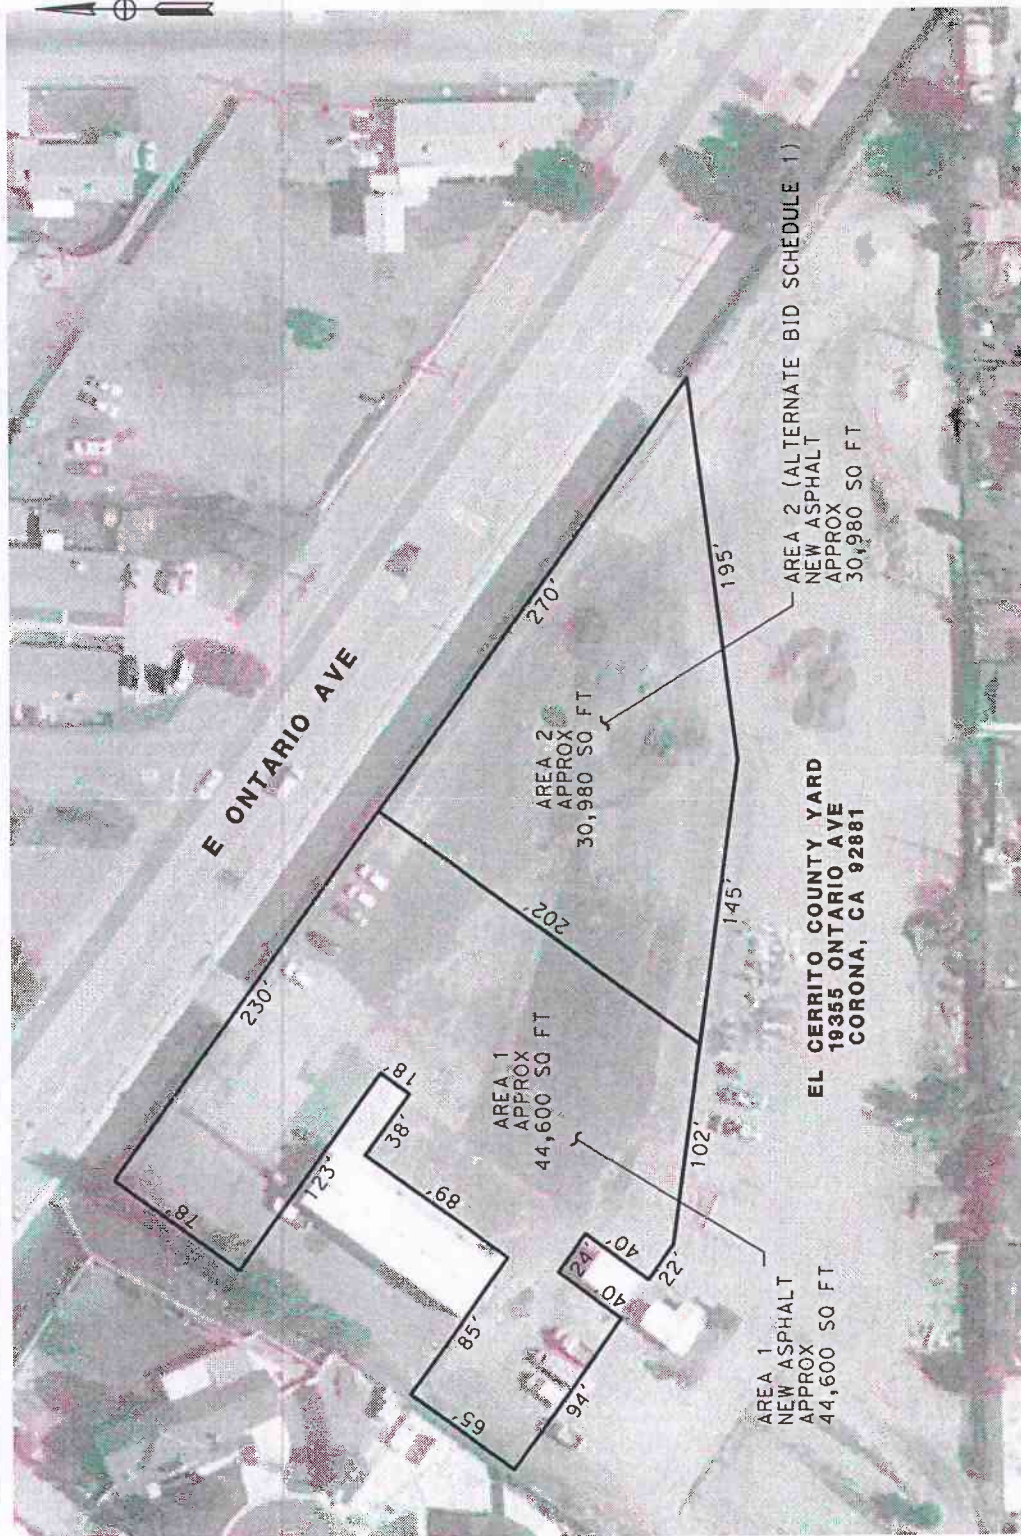 E ONTARIO AVE
78'
230'
270'
195'
145'
102'
202'
123'
18'
38'
89'
85'
65'
94'
40'
24'
40'
22'
AREA 1
APPROX
44,600 SQ FT
AREA 2
APPROX
30,980 SQ FT
AREA 1
NEW ASPHALT
APPROX
44,600 SQ FT
AREA 2 (ALTERNATE BID SCHEDULE 1)
NEW ASPHALT
APPROX
30,980 SQ FT
EL CERRITO COUNTY YARD
19355 ONTARIO AVE
CORONA, CA 92881